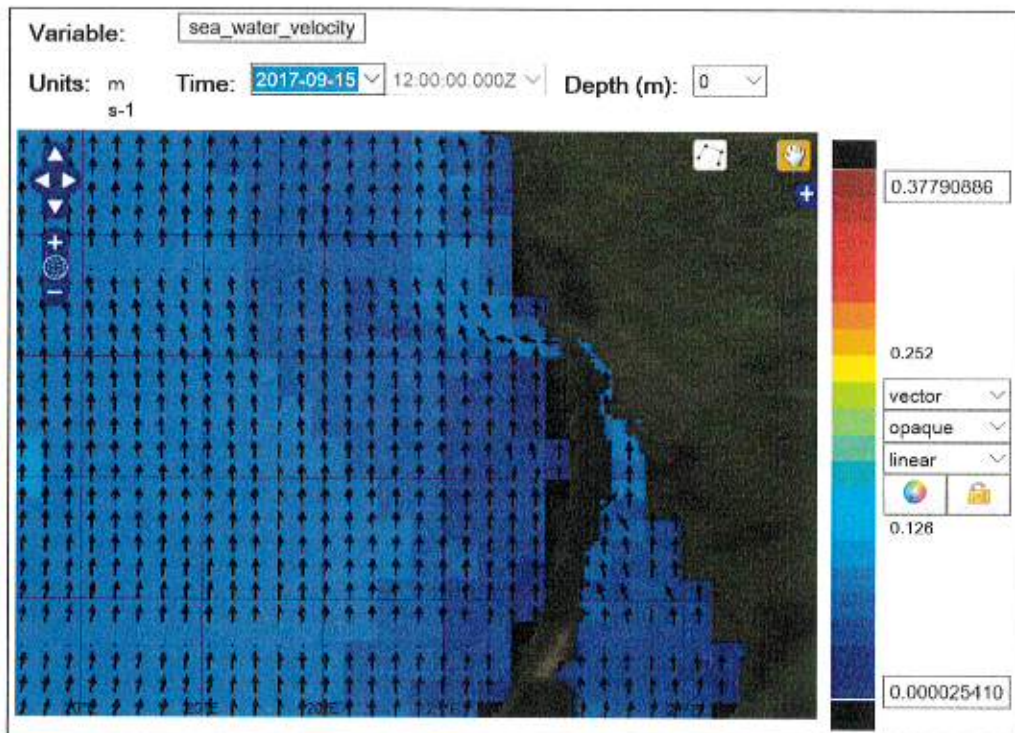 Variable: sea_water_velocity
Units: m s-1 Time: 2017-09-15 12:00:00.000Z Depth (m): 0
0.37790886
0.252
vector
opaque
linear
0.126
0.000025410
20°E